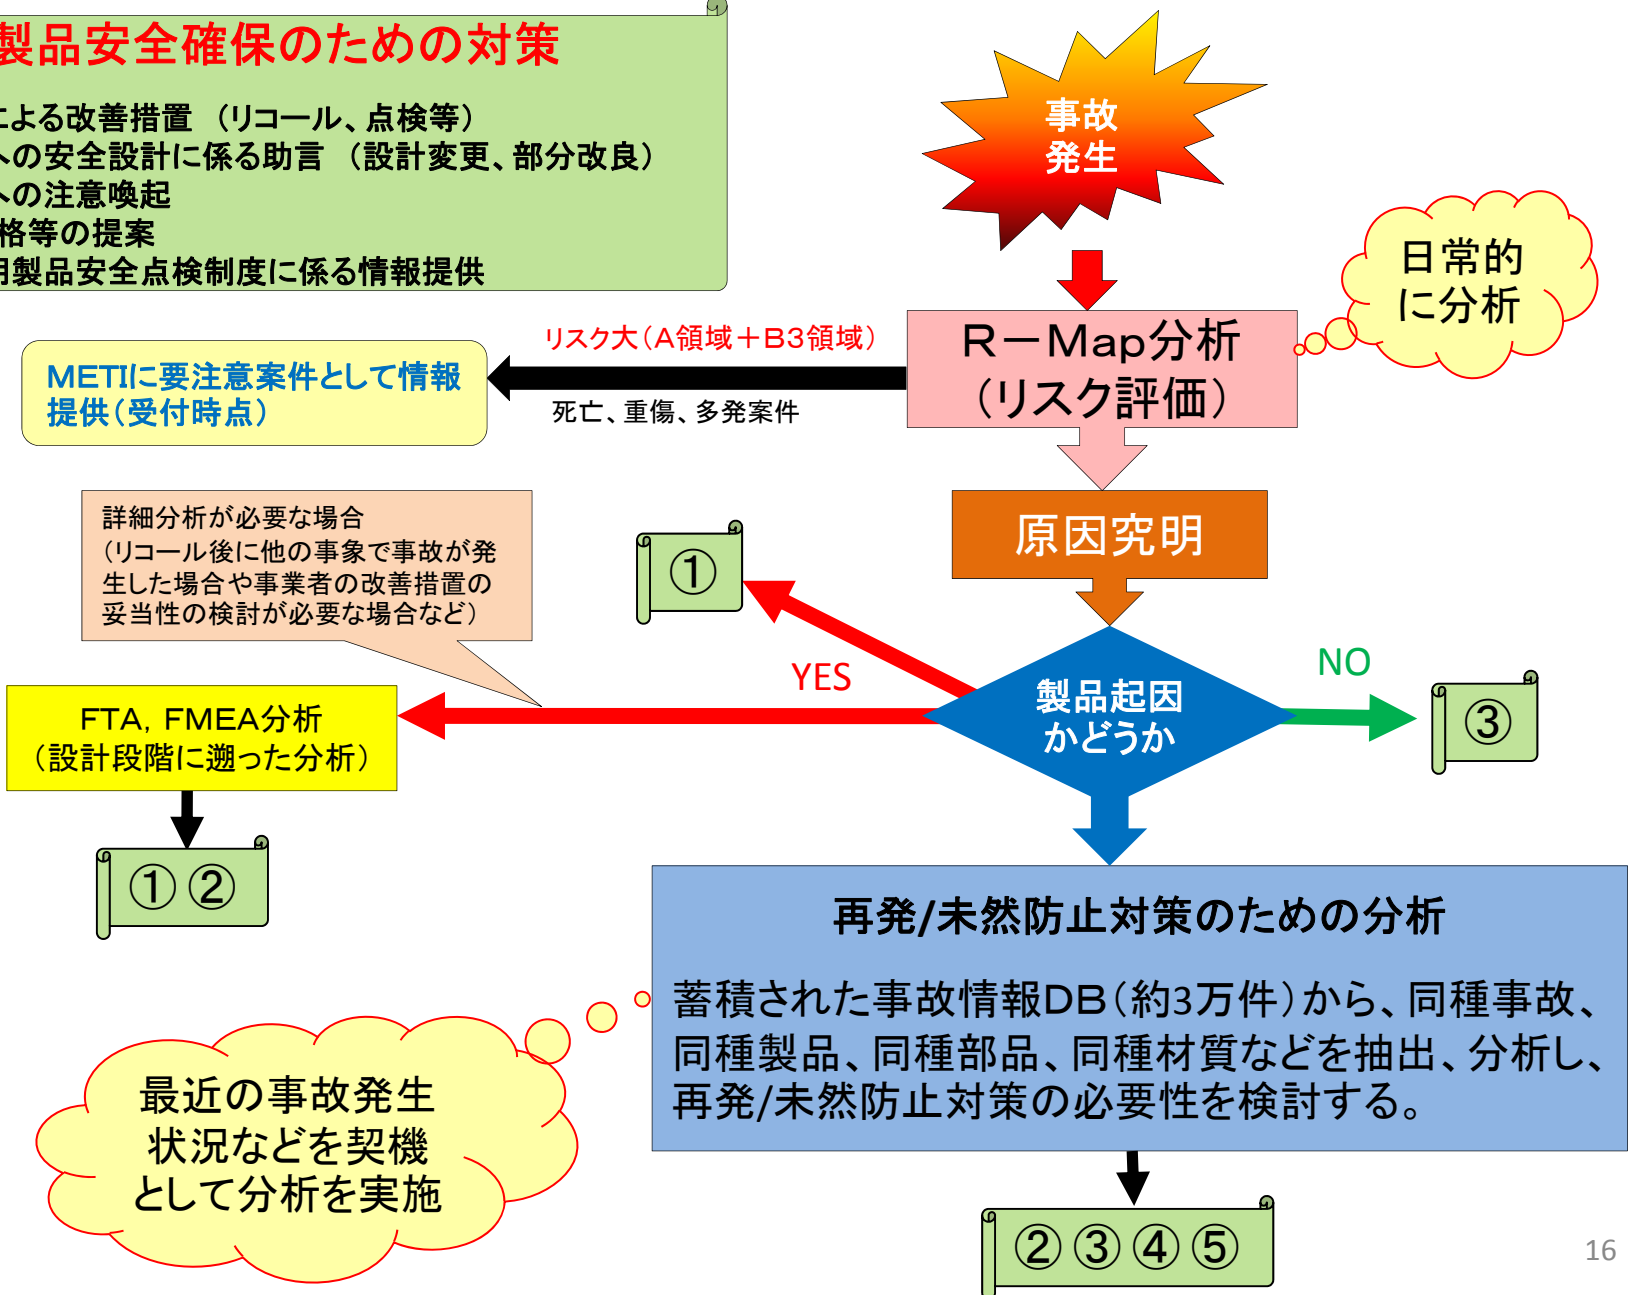 製品安全確保のための対策
による改善措置 （リコール、点検等）
への安全設計に係る助言 （設計変更、部分改良）
への注意喚起
格等の提案
用製品安全点検制度に係る情報提供
事故
発生
日常的
に分析
R－Map分析
（リスク評価）
リスク大（A領域＋B3領域）
死亡、重傷、多発案件
METIに要注意案件として情報
提供（受付時点）
詳細分析が必要な場合
（リコール後に他の事象で事故が発
生した場合や事業者の改善措置の
妥当性の検討が必要な場合など）
原因究明
①
YES
NO
製品起因
かどうか
③
FTA, FMEA分析
（設計段階に遡った分析）
①②
再発/未然防止対策のための分析
蓄積された事故情報DB（約3万件）から、同種事故、
同種製品、同種部品、同種材質などを抽出、分析し、
再発/未然防止対策の必要性を検討する。
最近の事故発生
状況などを契機
として分析を実施
②③④⑤
16